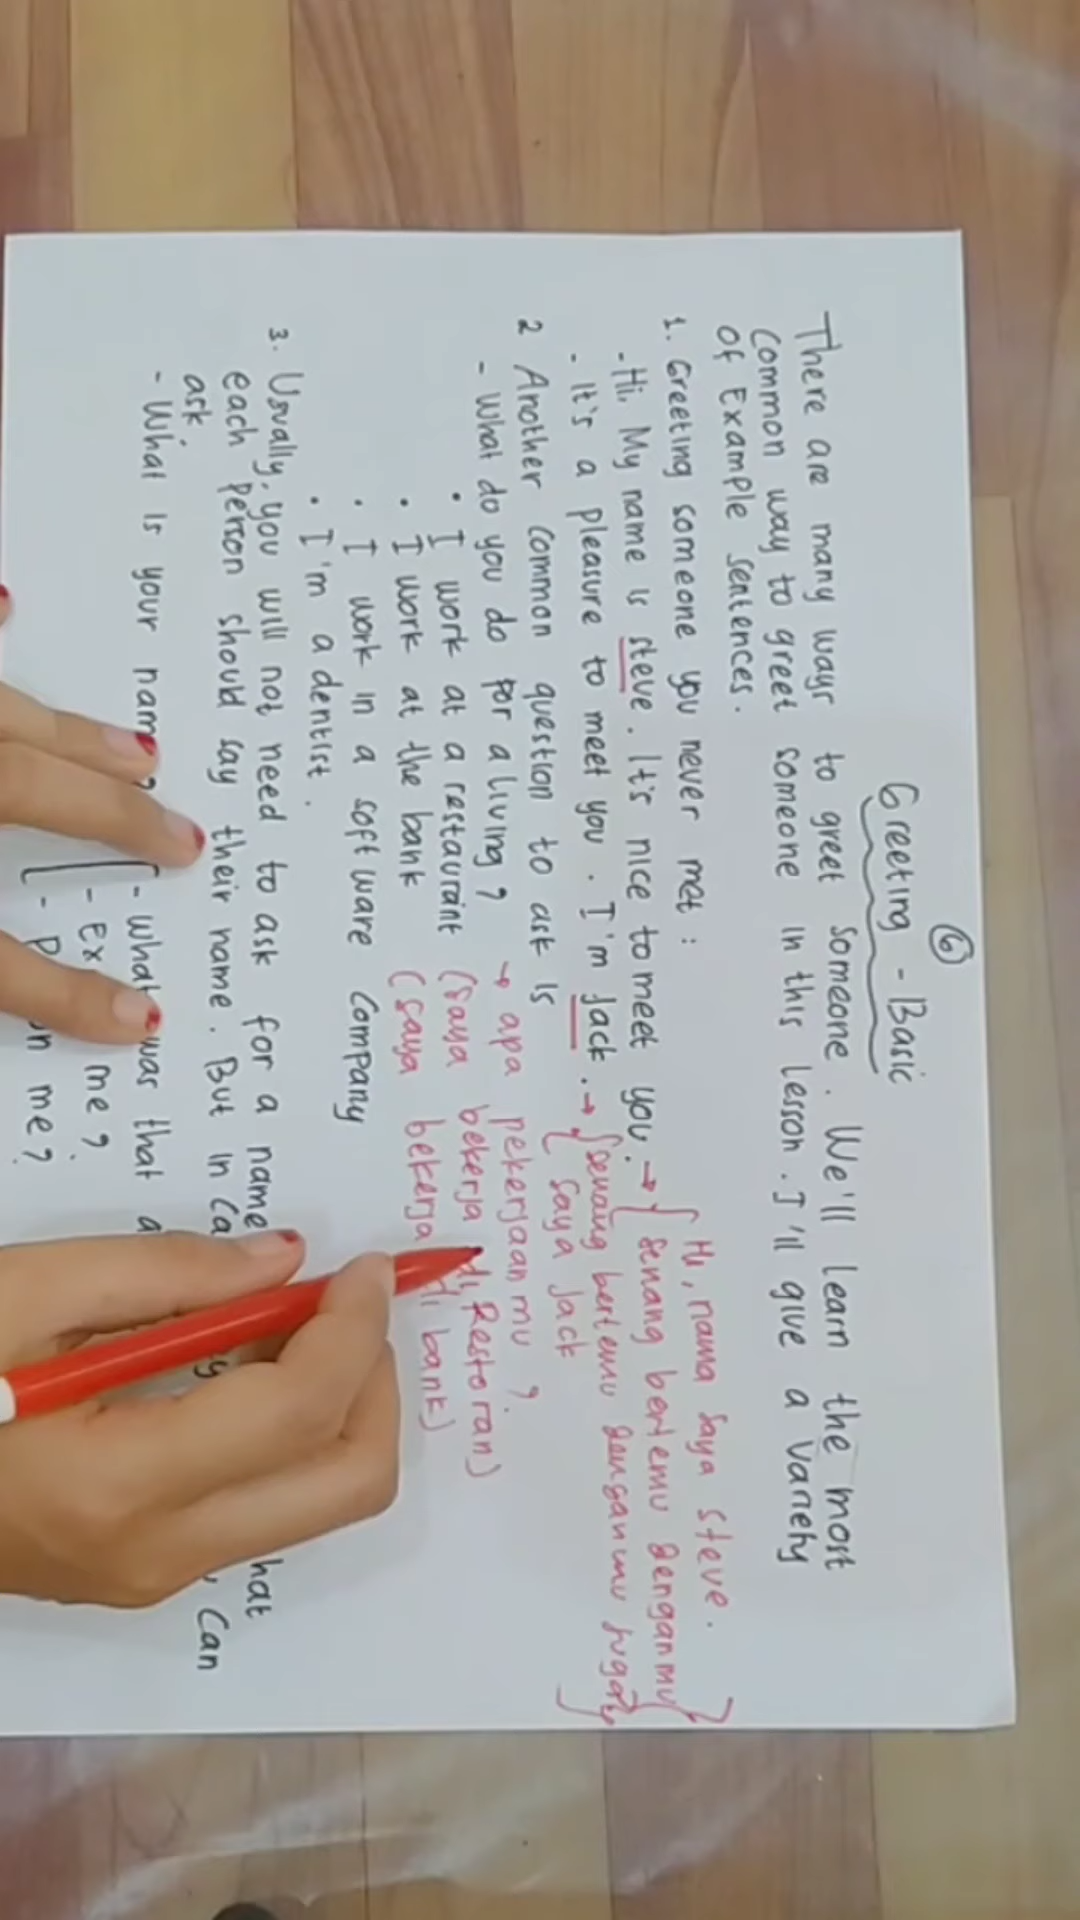 6
Greeting - Basic
There are many ways to greet someone. We'll learn the most
common way to greet someone in this lesson. I'll give a variety
of Example sentences.
1. Greeting someone you never met :
Hi, nama saya steve.
- Hi. My name is steve. It's nice to meet you. → senang bertemu denganmu
- It's a pleasure to meet you. I'm Jack. → senang bertemu denganmu juga
saya Jack
2 Another common question to ask is
- What do you do for a living? → apa pekerjaan mu?
• I work at a restaurant (saya bekerja di Restoran)
• I work at the bank (saya bekerja di bank)
• I work in a software company
• I'm a dentist.
3. Usually, you will not need to ask for a name hat
each person should say their name. But in Can
ask.
- What is your name? - what was that
me?
me?